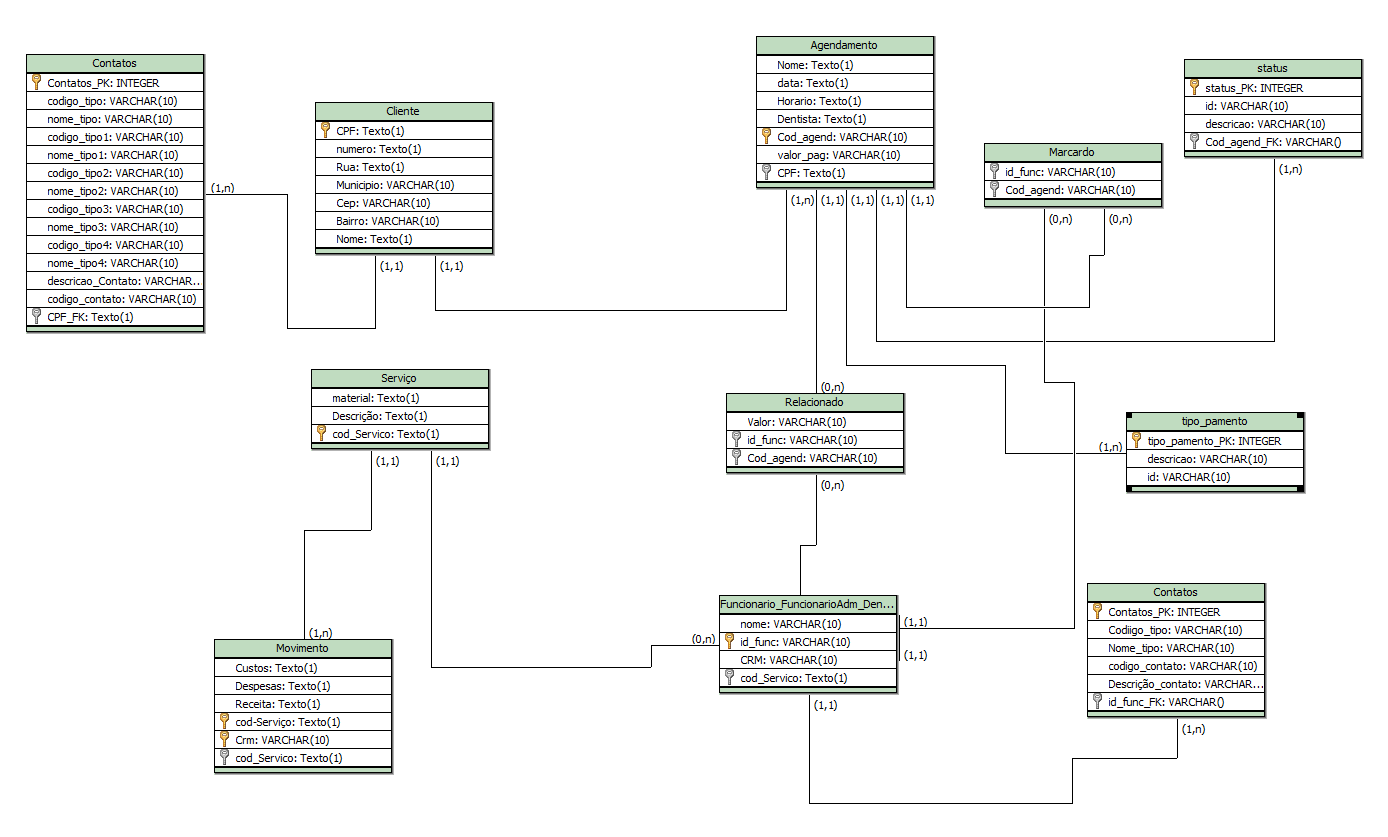 Contatos
Contatos_PK: INTEGER
codigo_tipo: VARCHAR(10)
nome_tipo: VARCHAR(10)
codigo_tipo1: VARCHAR(10)
nome_tipo1: VARCHAR(10)
codigo_tipo2: VARCHAR(10)
nome_tipo2: VARCHAR(10)
codigo_tipo3: VARCHAR(10)
nome_tipo3: VARCHAR(10)
codigo_tipo4: VARCHAR(10)
nome_tipo4: VARCHAR(10)
descricao_Contato: VARCHAR...
codigo_contato: VARCHAR(10)
CPF_FK: Texto(1)
(1,n)
Cliente
CPF: Texto(1)
numero: Texto(1)
Rua: Texto(1)
Municipio: VARCHAR(10)
Cep: VARCHAR(10)
Bairro: VARCHAR(10)
Nome: Texto(1)
(1,1) (1,1)
Agendamento
Nome: Texto(1)
data: Texto(1)
Horario: Texto(1)
Dentista: Texto(1)
Cod_agend: VARCHAR(10)
valor_pag: VARCHAR(10)
CPF: Texto(1)
(1,n) (1,1) (1,1) (1,1) (1,1)
Marcardo
id_func: VARCHAR(10)
Cod_agend: VARCHAR(10)
(0,n) (0,n)
status
status_PK: INTEGER
id: VARCHAR(10)
descricao: VARCHAR(10)
Cod_agend_FK: VARCHAR()
(1,n)
Serviço
material: Texto(1)
Descrição: Texto(1)
cod_Servico: Texto(1)
(1,1) (1,1)
(0,n)
Relacionado
Valor: VARCHAR(10)
id_func: VARCHAR(10)
Cod_agend: VARCHAR(10)
(0,n)
(1,n)
tipo_pamento
tipo_pamento_PK: INTEGER
descricao: VARCHAR(10)
id: VARCHAR(10)
(1,n)
Movimento
Custos: Texto(1)
Despesas: Texto(1)
Receita: Texto(1)
cod-Serviço: Texto(1)
Crm: VARCHAR(10)
cod_Servico: Texto(1)
(0,n)
Funcionario_FuncionarioAdm_Den...
nome: VARCHAR(10)
id_func: VARCHAR(10)
CRM: VARCHAR(10)
cod_Servico: Texto(1)
(1,1)
(1,1)
(1,1)
Contatos
Contatos_PK: INTEGER
Codiigo_tipo: VARCHAR(10)
Nome_tipo: VARCHAR(10)
codigo_contato: VARCHAR(10)
Descrição_contato: VARCHAR...
id_func_FK: VARCHAR()
(1,n)